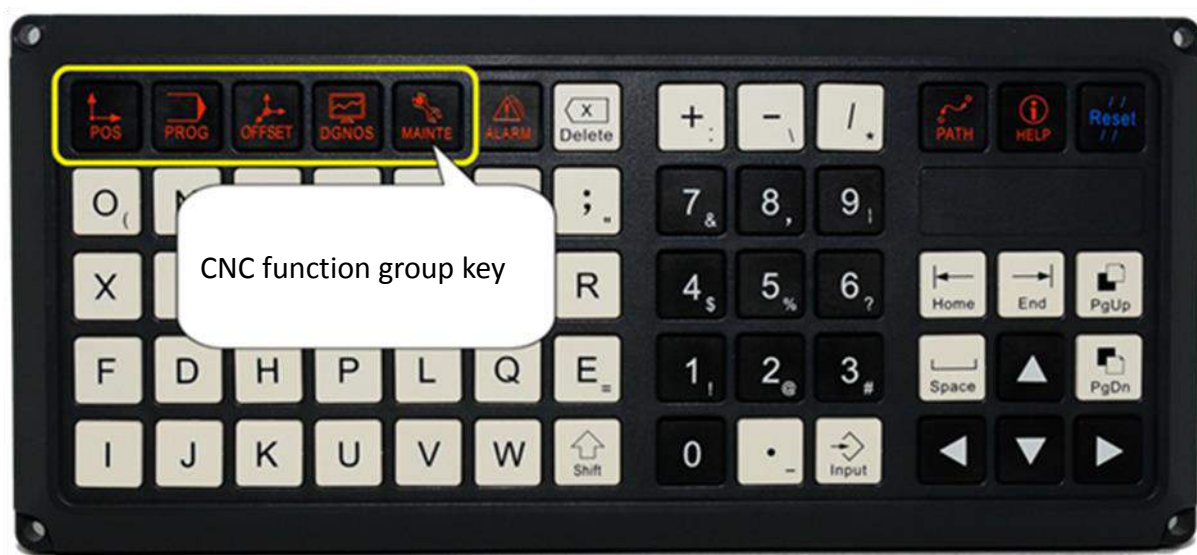 POS PROG OFFSET DGNOS MAINTE ALARM X Delete + : - \ / * PATH HELP Reset
O ( ; " 7 & 8 , 9 |
CNC function group key
X R 4 $ 5 % 6 ? Home End PgUp
F D H P L Q E = 1 ! 2 @ 3 # Space PgDn
I J K U V W Shift 0 . _ Input